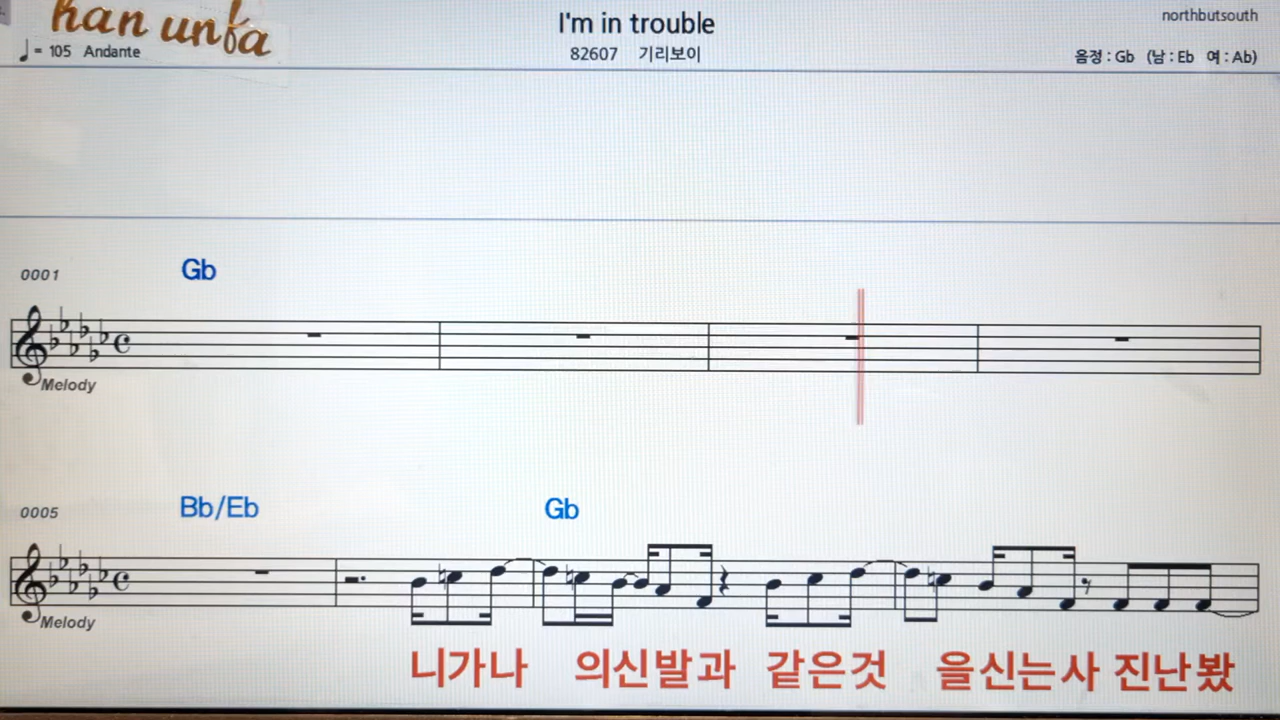 han unfa
I'm in trouble
northbutsouth
♩= 105 Andante
82607 기리보이
음정 : Gb (남 : Eb 여 : Ab)
0001 Gb
Melody
0005 Bb/Eb Gb
Melody
니가나 의신발과 같은것 을신는사 진난봤